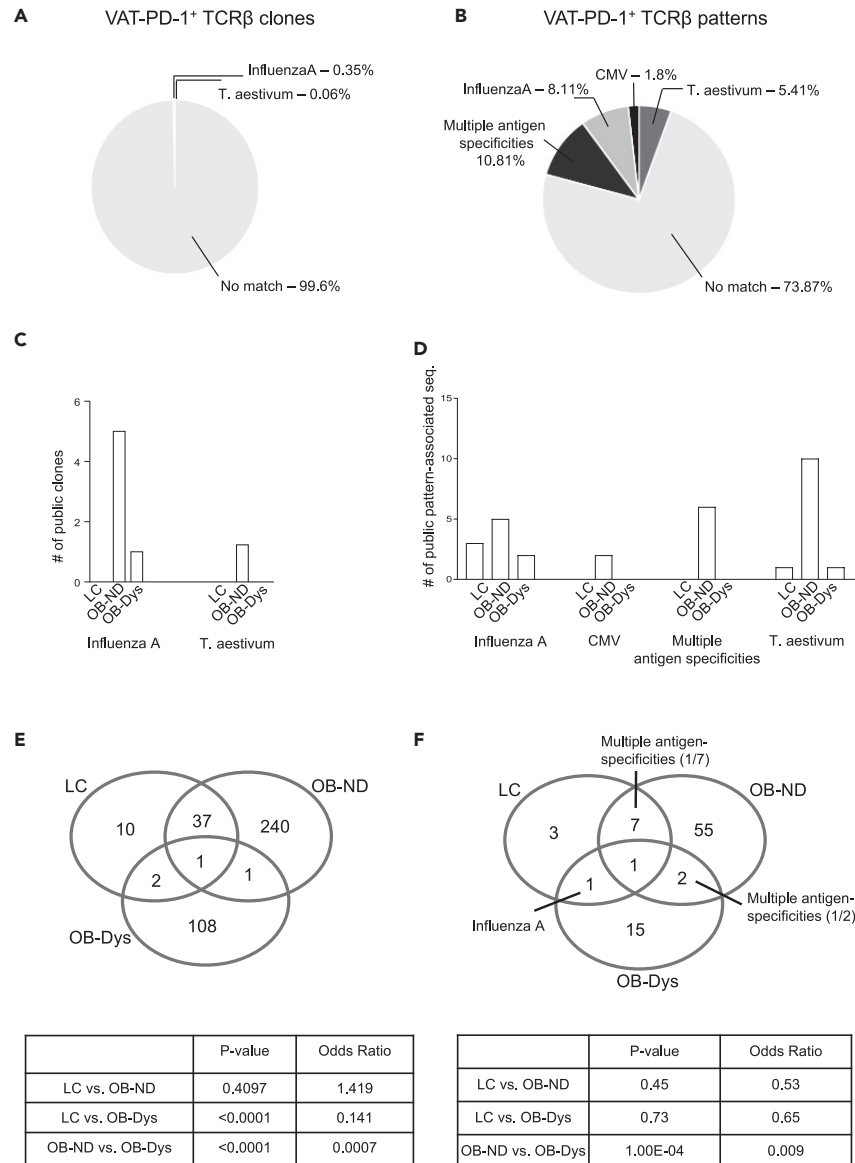 A
VAT-PD-1⁺ TCRβ clones
InfluenzaA – 0.35%
T. aestivum – 0.06%
No match – 99.6%
B
VAT-PD-1⁺ TCRβ patterns
CMV – 1.8%
InfluenzaA – 8.11%
T. aestivum – 5.41%
Multiple antigen
specificities
10.81%
No match – 73.87%
C
# of public clones
6
4
2
0
LC
OB-ND
OB-Dys
LC
OB-ND
OB-Dys
Influenza A
T. aestivum
D
# of public pattern-associated seq.
15
10
5
0
LC
OB-ND
OB-Dys
LC
OB-ND
OB-Dys
LC
OB-ND
OB-Dys
LC
OB-ND
OB-Dys
Influenza A
CMV
Multiple
antigen specificities
T. aestivum
E
LC
OB-ND
10
37
240
2
1
1
108
OB-Dys
P-value
Odds Ratio
LC vs. OB-ND
0.4097
1.419
LC vs. OB-Dys
<0.0001
0.141
OB-ND vs. OB-Dys
<0.0001
0.0007
F
Multiple antigen-
specificities (1/7)
LC
OB-ND
3
7
55
1
1
2
Influenza A
Multiple antigen-
specificities (1/2)
15
OB-Dys
P-value
Odds Ratio
LC vs. OB-ND
0.45
0.53
LC vs. OB-Dys
0.73
0.65
OB-ND vs. OB-Dys
1.00E-04
0.009